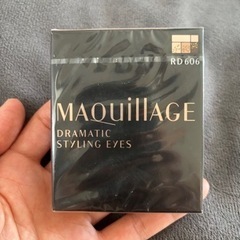 RD606
MAQuillAGE
DRAMATIC
STYLING EYES